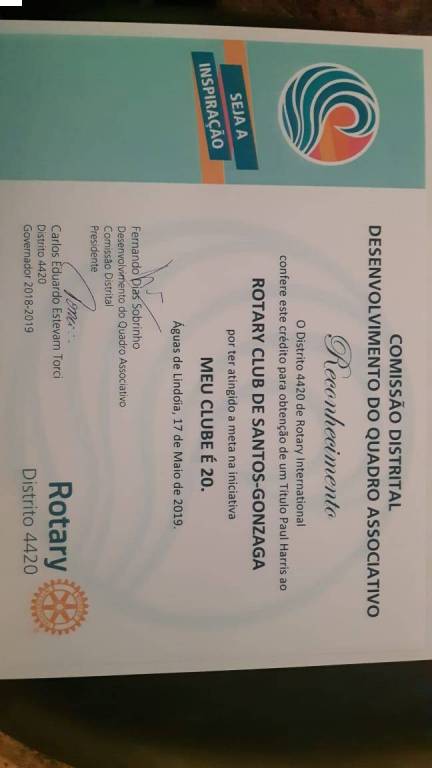 SEJA A
INSPIRAÇÃO
COMISSÃO DISTRITAL
DESENVOLVIMENTO DO QUADRO ASSOCIATIVO
Reconhecimento
O Distrito 4420 de Rotary International
confere este crédito para obtenção de um Título Paul Harris ao
ROTARY CLUB DE SANTOS-GONZAGA
por ter atingido a meta na iniciativa
MEU CLUBE É 20.
Águas de Lindóia, 17 de Maio de 2019.
Fernando Dias Sobrinho
Desenvolvimento do Quadro Associativo
Comissão Distrital
Presidente
Carlos Eduardo Estevam Torci
Distrito 4420
Governador 2018-2019
Rotary
Distrito 4420